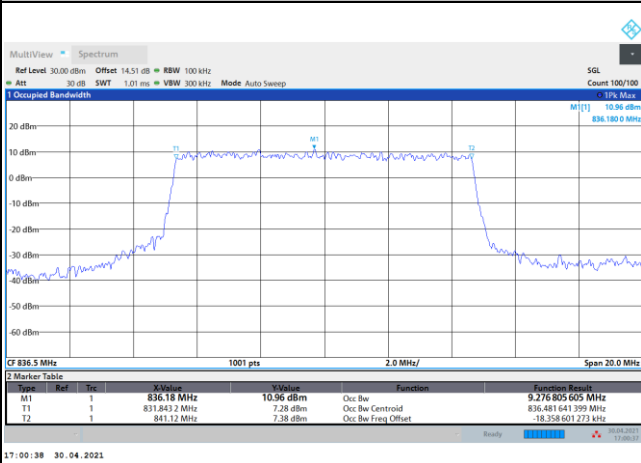 MultiView Spectrum
Ref Level 30.00 dBm Offset 14.51 dB RBW 100 kHz SGL
Att 30 dB SWT 1.01 ms VBW 300 kHz Mode Auto Sweep Count 100/100
1 Occupied Bandwidth 1Pk Max
M1[1] 10.96 dBm
836.180 0 MHz
20 dBm
M1
T1 T2
10 dBm
0 dBm
-10 dBm
-20 dBm
-30 dBm
-40 dBm
-50 dBm
-60 dBm
CF 836.5 MHz 1001 pts 2.0 MHz/ Span 20.0 MHz
2 Marker Table
Type Ref Trc X-Value Y-Value Function Function Result
M1 1 836.18 MHz 10.96 dBm Occ Bw 9.276 805 605 MHz
T1 1 831.843 2 MHz 7.28 dBm Occ Bw Centroid 836.481 641 399 MHz
T2 1 841.12 MHz 7.38 dBm Occ Bw Freq Offset -18.358 601 273 kHz
Ready 30.04.2021
17:00:37
17:00:38 30.04.2021